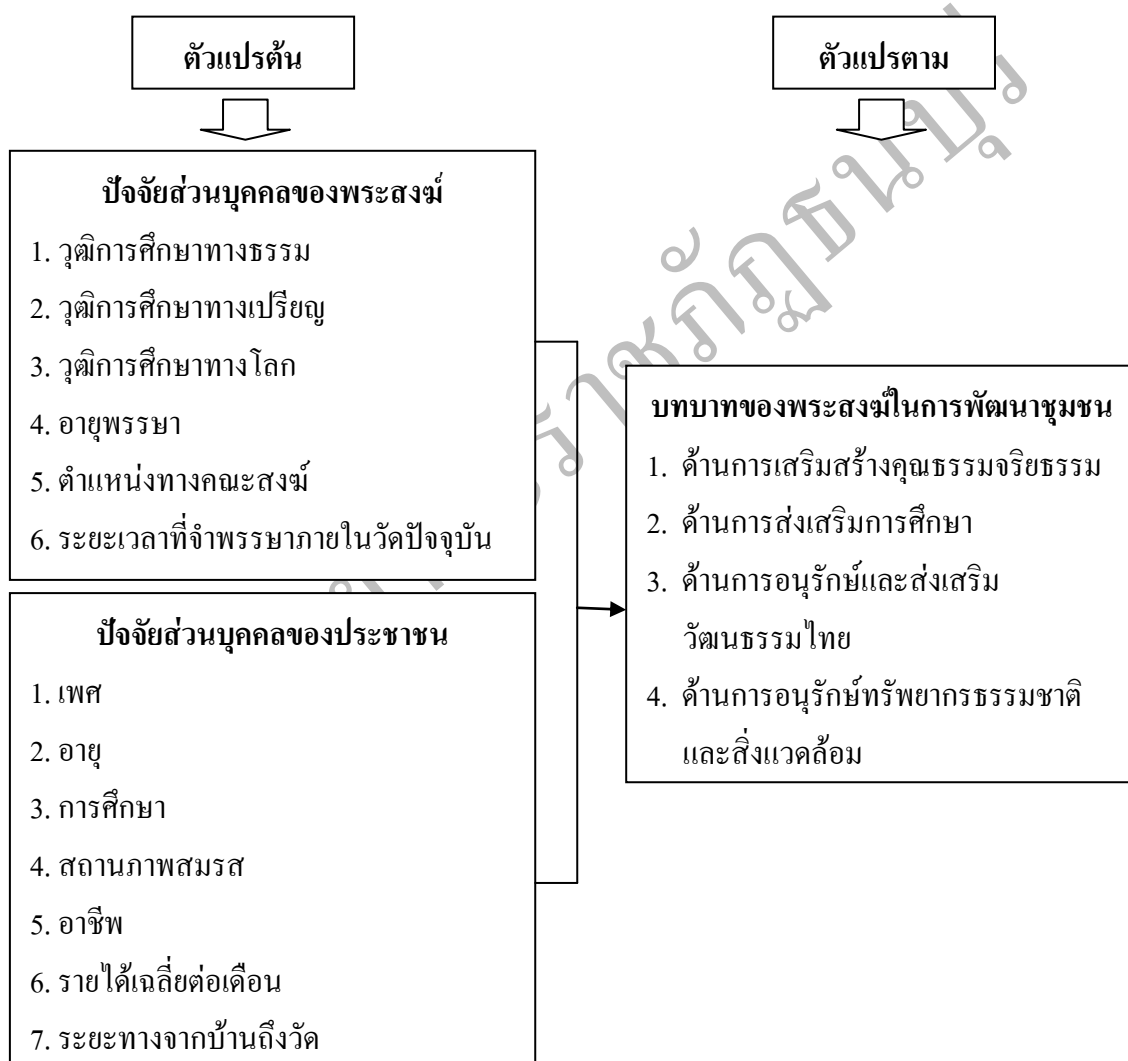 ตัวแปรต้น
ตัวแปรตาม
ปัจจัยส่วนบุคคลของพระสงฆ์
1. วุฒิการศึกษาทางธรรม
2. วุฒิการศึกษาทางเปรียญ
3. วุฒิการศึกษาทางโลก
4. อายุพรรษา
5. ตำแหน่งทางคณะสงฆ์
6. ระยะเวลาที่จำพรรษาภายในวัดปัจจุบัน
ปัจจัยส่วนบุคคลของประชาชน
1. เพศ
2. อายุ
3. การศึกษา
4. สถานภาพสมรส
5. อาชีพ
6. รายได้เฉลี่ยต่อเดือน
7. ระยะทางจากบ้านถึงวัด
บทบาทของพระสงฆ์ในการพัฒนาชุมชน
1. ด้านการเสริมสร้างคุณธรรมจริยธรรม
2. ด้านการส่งเสริมการศึกษา
3. ด้านการอนุรักษ์และส่งเสริม
วัฒนธรรมไทย
4. ด้านการอนุรักษ์ทรัพยากรธรรมชาติ
และสิ่งแวดล้อม
ราชภัฏธนบุรี